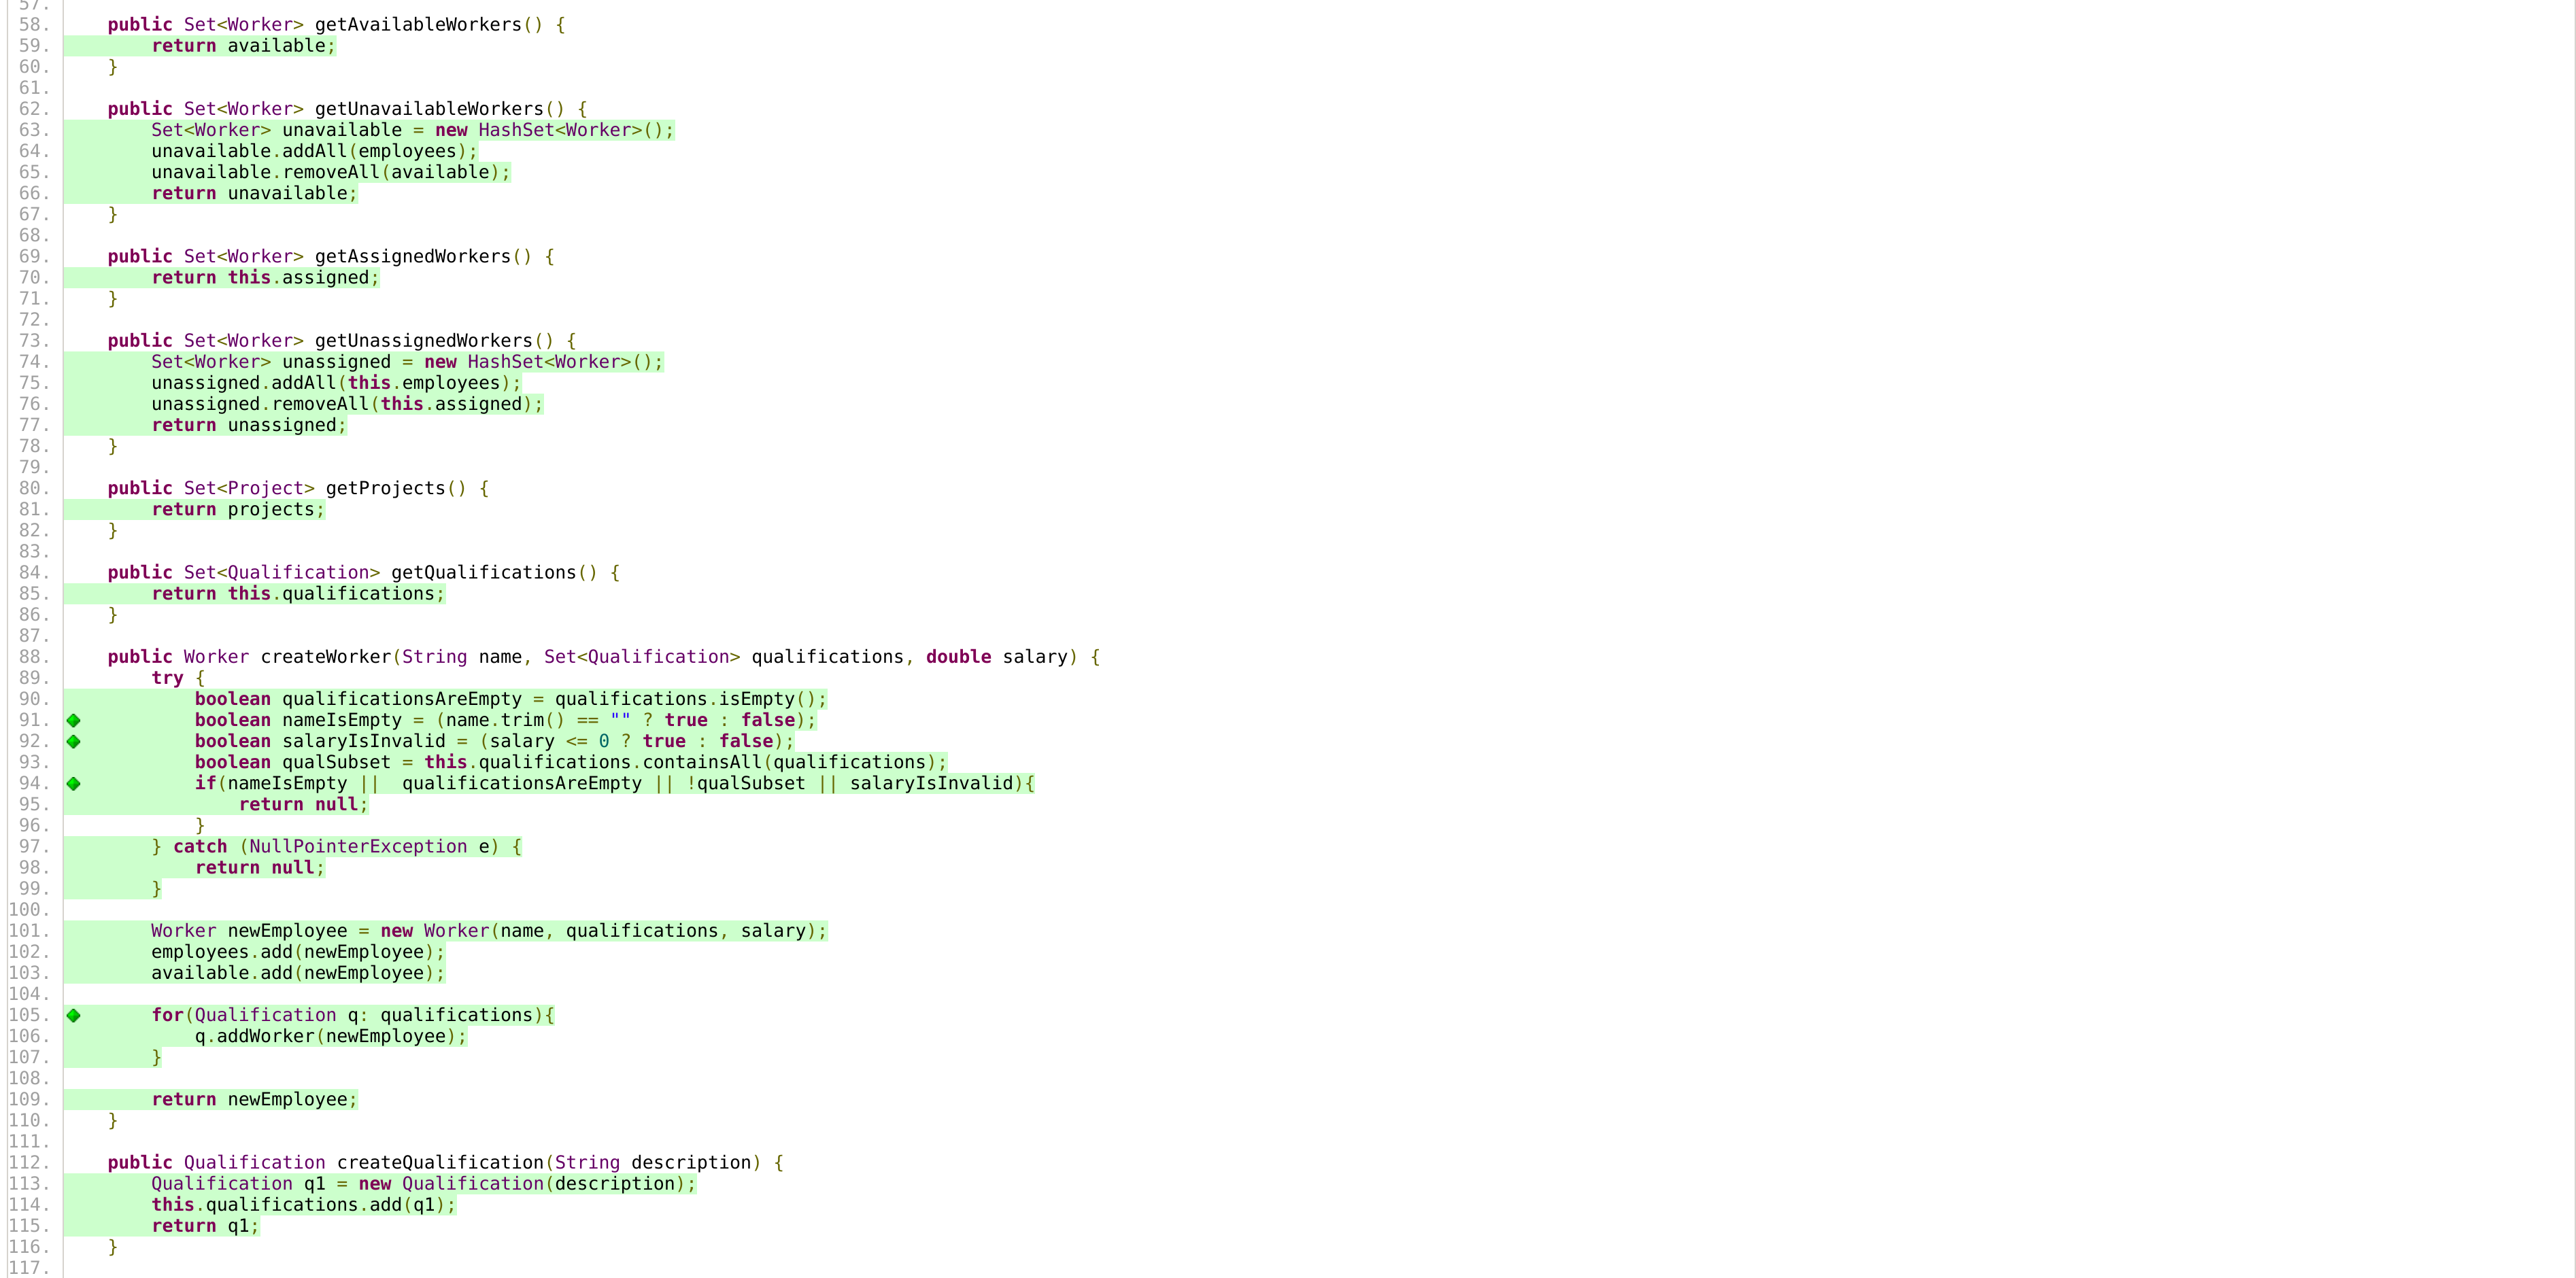 57.
58.    public Set<Worker> getAvailableWorkers() {
59.        return available;
60.    }
61.
62.    public Set<Worker> getUnavailableWorkers() {
63.        Set<Worker> unavailable = new HashSet<Worker>();
64.        unavailable.addAll(employees);
65.        unavailable.removeAll(available);
66.        return unavailable;
67.    }
68.
69.    public Set<Worker> getAssignedWorkers() {
70.        return this.assigned;
71.    }
72.
73.    public Set<Worker> getUnassignedWorkers() {
74.        Set<Worker> unassigned = new HashSet<Worker>();
75.        unassigned.addAll(this.employees);
76.        unassigned.removeAll(this.assigned);
77.        return unassigned;
78.    }
79.
80.    public Set<Project> getProjects() {
81.        return projects;
82.    }
83.
84.    public Set<Qualification> getQualifications() {
85.        return this.qualifications;
86.    }
87.
88.    public Worker createWorker(String name, Set<Qualification> qualifications, double salary) {
89.        try {
90.            boolean qualificationsAreEmpty = qualifications.isEmpty();
91.            boolean nameIsEmpty = (name.trim() == "" ? true : false);
92.            boolean salaryIsInvalid = (salary <= 0 ? true : false);
93.            boolean qualSubset = this.qualifications.containsAll(qualifications);
94.            if(nameIsEmpty ||  qualificationsAreEmpty || !qualSubset || salaryIsInvalid){
95.                return null;
96.            }
97.        } catch (NullPointerException e) {
98.            return null;
99.        }
100.
101.        Worker newEmployee = new Worker(name, qualifications, salary);
102.        employees.add(newEmployee);
103.        available.add(newEmployee);
104.
105.        for(Qualification q: qualifications){
106.            q.addWorker(newEmployee);
107.        }
108.
109.        return newEmployee;
110.    }
111.
112.    public Qualification createQualification(String description) {
113.        Qualification q1 = new Qualification(description);
114.        this.qualifications.add(q1);
115.        return q1;
116.    }
117.